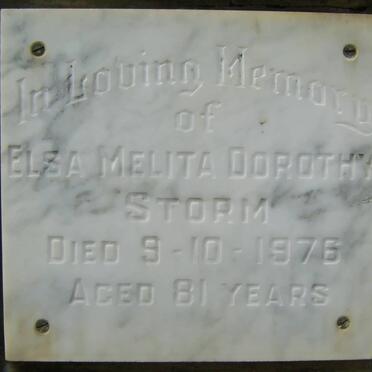 In Loving Memory
of
ELSA MELITA DOROTHY
STORM
DIED 9-10-1976
AGED 81 YEARS